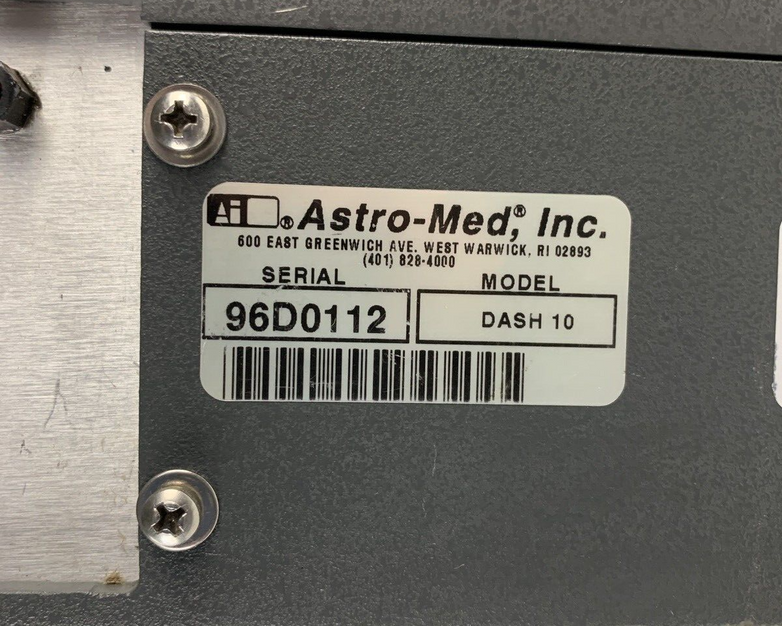 Ai ® Astro-Med,® Inc.
600 EAST GREENWICH AVE. WEST WARWICK, RI 02893
(401) 828-4000
SERIAL MODEL
96D0112 DASH 10